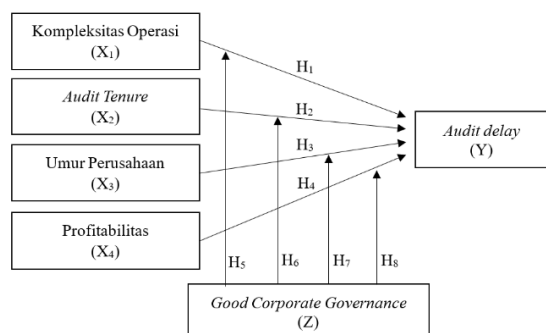 Kompleksitas Operasi
(X₁)
Audit Tenure
(X₂)
Umur Perusahaan
(X₃)
Profitabilitas
(X₄)
H₁
H₂
H₃
H₄
Audit delay
(Y)
H₅
H₆
H₇
H₈
Good Corporate Governance
(Z)